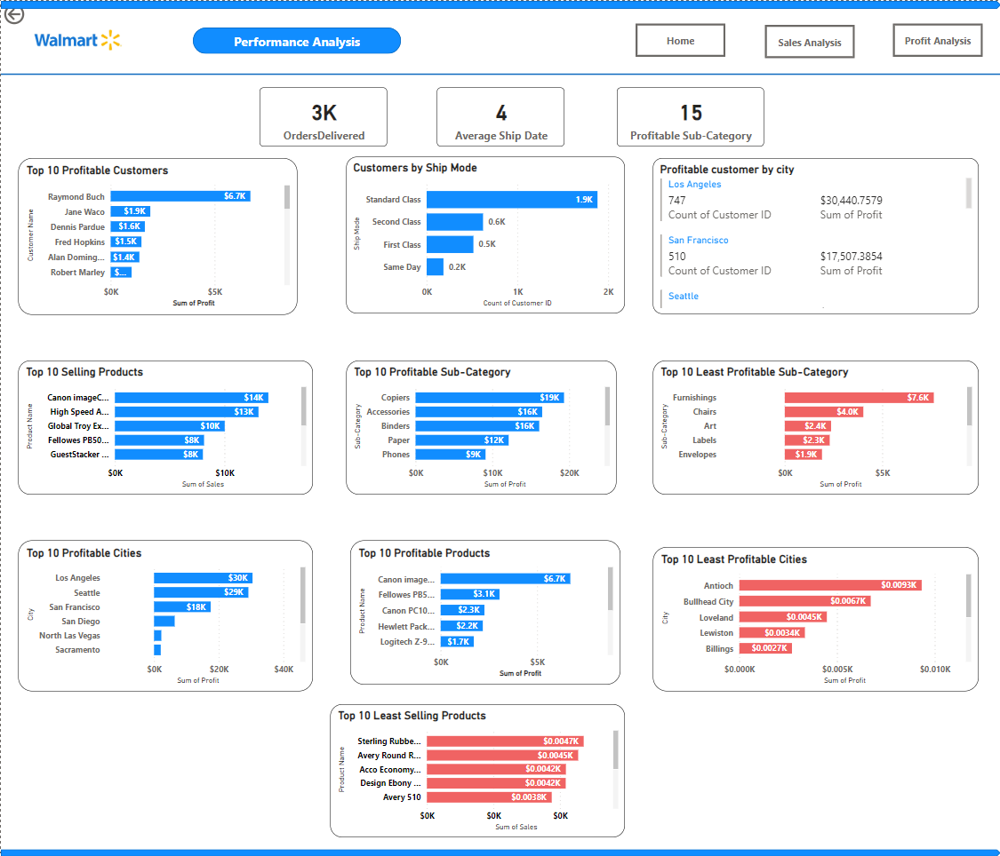 Walmart
Performance Analysis
Home
Sales Analysis
Profit Analysis
3K
OrdersDelivered
4
Average Ship Date
15
Profitable Sub-Category
Top 10 Profitable Customers
Customer Name
Raymond Buch $6.7K
Jane Waco $1.9K
Dennis Pardue $1.6K
Fred Hopkins $1.5K
Alan Doming... $1.4K
Robert Marley $...
$0K $5K
Sum of Profit
Customers by Ship Mode
Ship Mode
Standard Class 1.9K
Second Class 0.6K
First Class 0.5K
Same Day 0.2K
0K 1K 2K
Count of Customer ID
Profitable customer by city
Los Angeles
747 $30,440.7579
Count of Customer ID Sum of Profit
San Francisco
510 $17,507.3854
Count of Customer ID Sum of Profit
Seattle
Top 10 Selling Products
Product Name
Canon imageC... $14K
High Speed A... $13K
Global Troy Ex... $10K
Fellowes PB50... $8K
GuestStacker ... $8K
$0K $10K
Sum of Sales
Top 10 Profitable Sub-Category
Sub-Category
Copiers $19K
Accessories $16K
Binders $16K
Paper $12K
Phones $9K
$0K $10K $20K
Sum of Profit
Top 10 Least Profitable Sub-Category
Sub-Category
Furnishings $7.6K
Chairs $4.0K
Art $2.4K
Labels $2.3K
Envelopes $1.9K
$0K $5K
Sum of Profit
Top 10 Profitable Cities
City
Los Angeles $30K
Seattle $29K
San Francisco $18K
San Diego
North Las Vegas
Sacramento
$0K $20K $40K
Sum of Profit
Top 10 Profitable Products
Product Name
Canon image... $6.7K
Fellowes PB5... $3.1K
Canon PC10... $2.3K
Hewlett Pack... $2.2K
Logitech Z-9... $1.7K
$0K $5K
Sum of Profit
Top 10 Least Profitable Cities
City
Antioch $0.0093K
Bullhead City $0.0067K
Loveland $0.0045K
Lewiston $0.0034K
Billings $0.0027K
$0.000K $0.005K $0.010K
Sum of Profit
Top 10 Least Selling Products
Product Name
Sterling Rubbe... $0.0047K
Avery Round R... $0.0045K
Acco Economy... $0.0042K
Design Ebony ... $0.0042K
Avery 510 $0.0038K
$0K $0K $0K
Sum of Sales